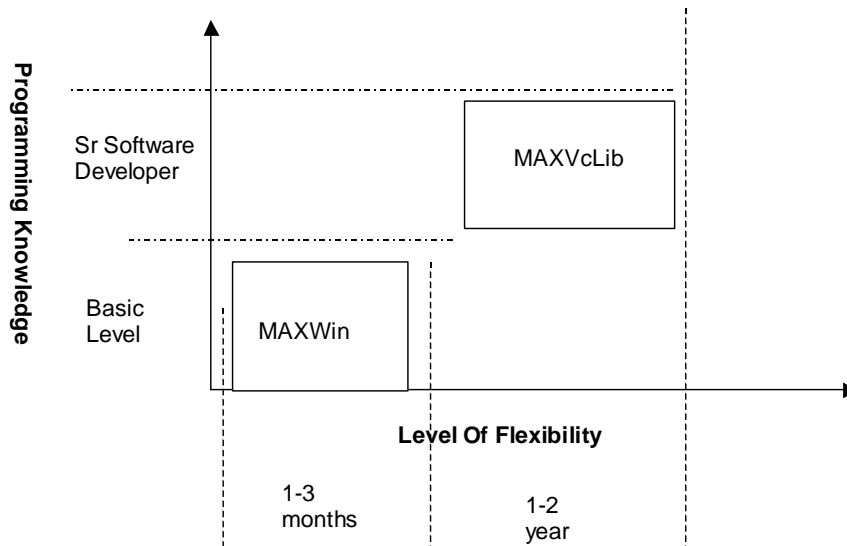 Programming Knowledge
Sr Software
Developer
MAXVcLib
Basic
Level
MAXWin
Level Of Flexibility
1-3
months
1-2
year